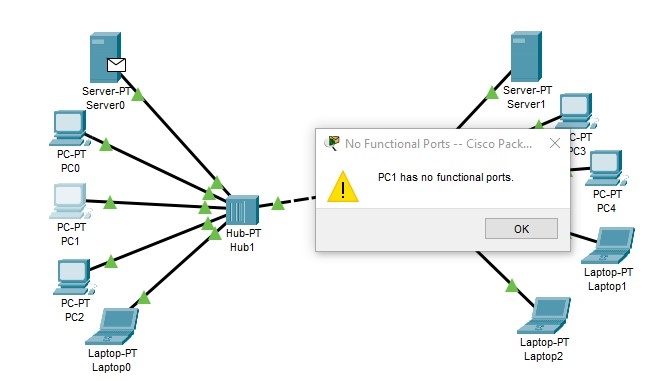 Server-PT
Server0
PC-PT
PC0
PC-PT
PC1
PC-PT
PC2
Laptop-PT
Laptop0
Hub-PT
Hub1
No Functional Ports -- Cisco Pack...
PC1 has no functional ports.
OK
Server-PT
Server1
PC-PT
PC3
PC-PT
PC4
Laptop-PT
Laptop1
Laptop-PT
Laptop2